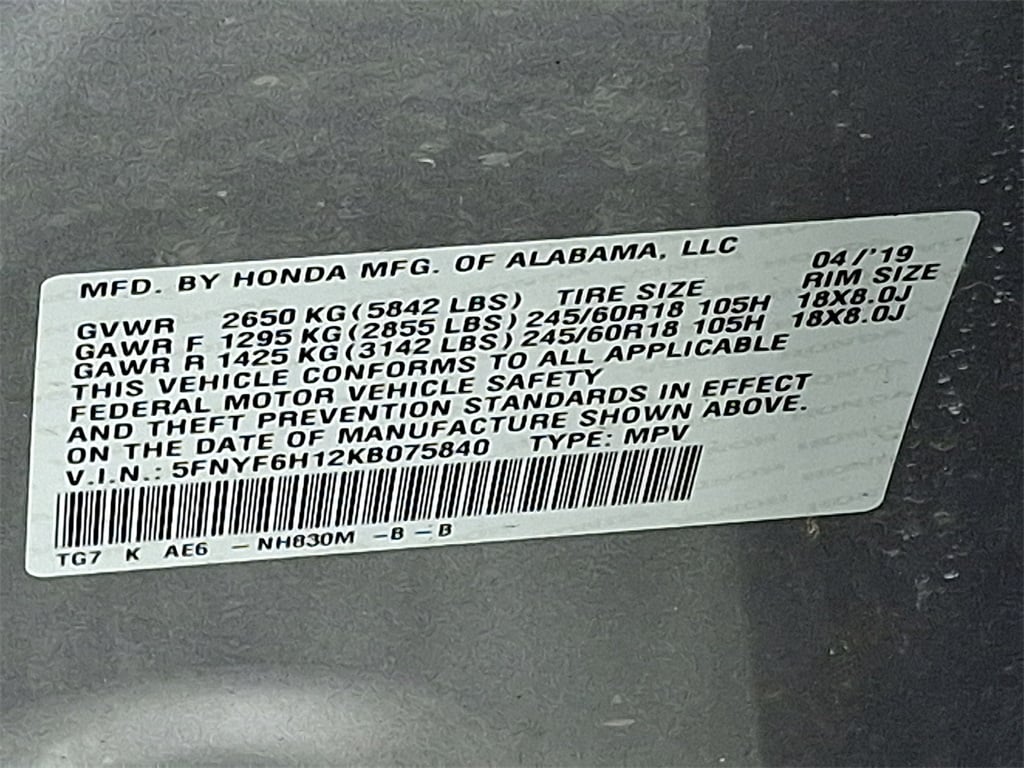 MFD. BY HONDA MFG. OF ALABAMA, LLC 04/'19
GVWR 2650 KG(5842 LBS) TIRE SIZE RIM SIZE
GAWR F 1295 KG(2855 LBS) 245/60R18 105H 18X8.0J
GAWR R 1425 KG(3142 LBS) 245/60R18 105H 18X8.0J
THIS VEHICLE CONFORMS TO ALL APPLICABLE
FEDERAL MOTOR VEHICLE SAFETY
AND THEFT PREVENTION STANDARDS IN EFFECT
ON THE DATE OF MANUFACTURE SHOWN ABOVE.
V.I.N.: 5FNYF6H12KB075840 TYPE: MPV
TG7 K AE6 – NH830M – B – B